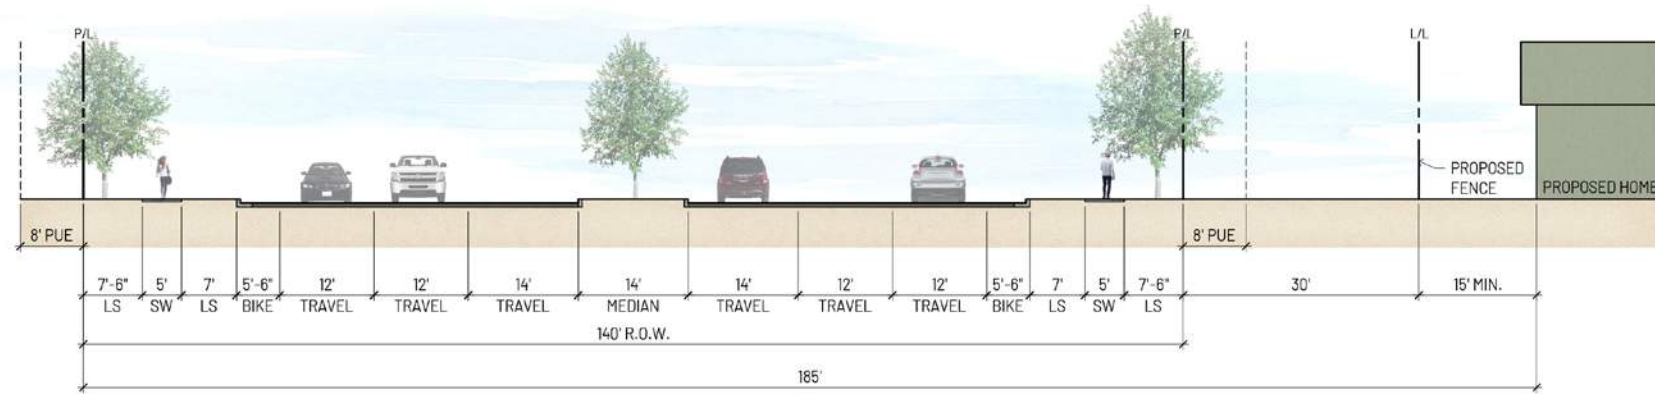 P/L
P/L
L/L
PROPOSED
FENCE
PROPOSED HOME
8' PUE
8' PUE
7'-6" 5' 7' 5'-6" 12' 12' 14' 14' 14' 12' 12' 5'-6" 7' 5' 7'-6" 30' 15' MIN.
LS SW LS BIKE TRAVEL TRAVEL TRAVEL MEDIAN TRAVEL TRAVEL TRAVEL BIKE LS SW LS
140' R.O.W.
185'